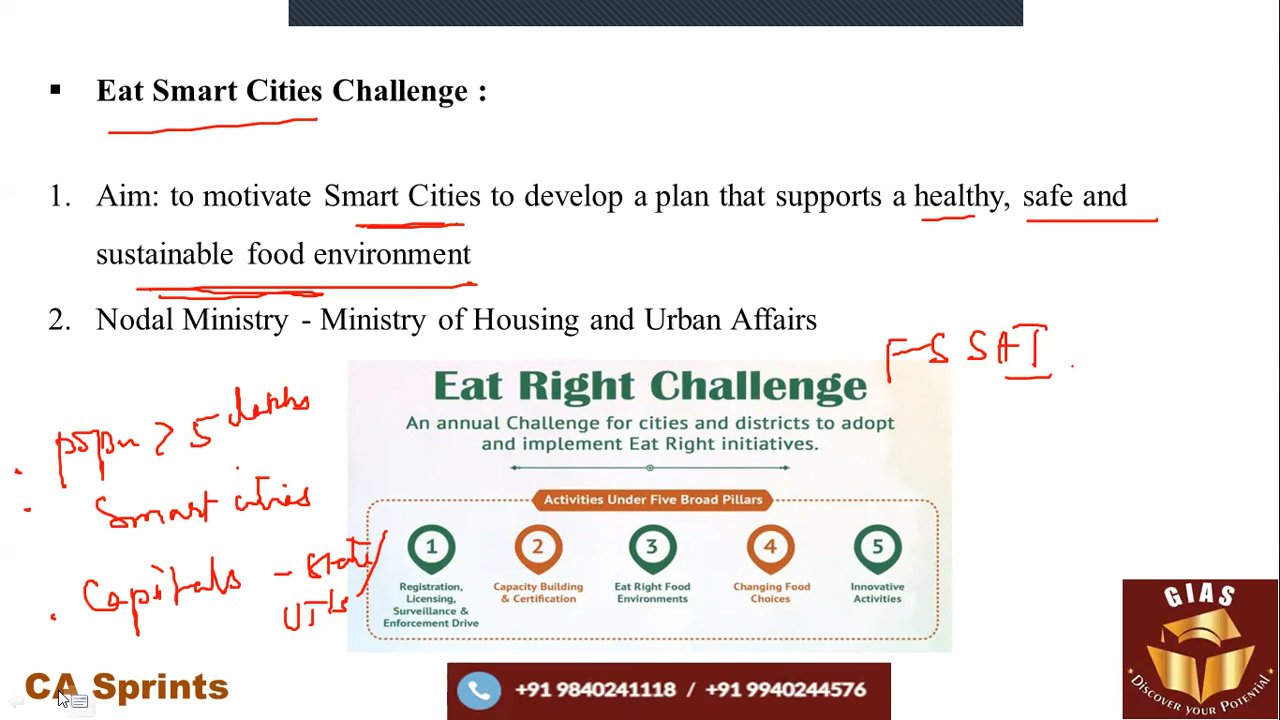 ▪ Eat Smart Cities Challenge :
1. Aim: to motivate Smart Cities to develop a plan that supports a healthy, safe and
sustainable food environment
2. Nodal Ministry - Ministry of Housing and Urban Affairs
FSSAI
Eat Right Challenge
An annual Challenge for cities and districts to adopt
and implement Eat Right initiatives.
Activities Under Five Broad Pillars
1 2 3 4 5
Registration,
Licensing,
Surveillance &
Enforcement Drive
Capacity Building
& Certification
Eat Right Food
Environments
Changing Food
Choices
Innovative
Activities
popn > 5 lakhs
Smart cities
Capitals - State/
UTs
CA Sprints
+91 9840241118 / +91 9940244576
GIAS
DISCOVER YOUR POTENTIAL